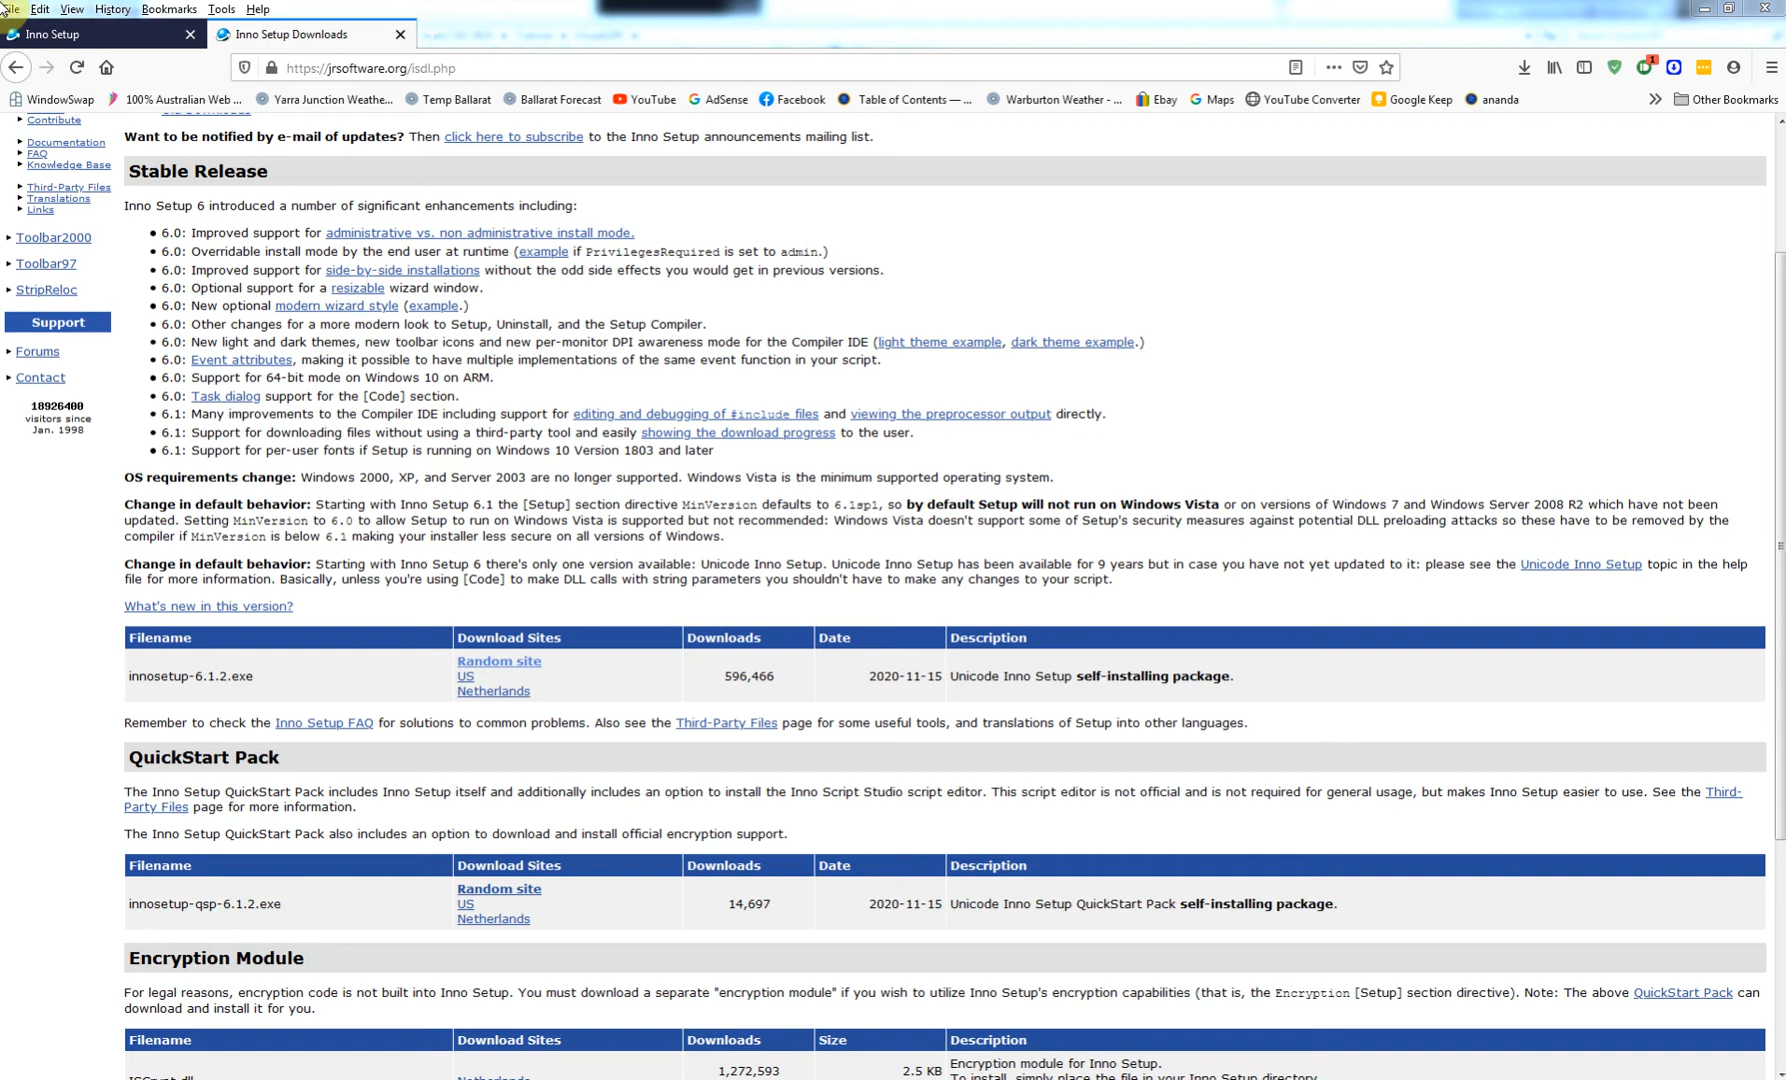 File Edit View History Bookmarks Tools Help
Inno Setup
Inno Setup Downloads
https://jrsoftware.org/isdl.php
1
WindowSwap 100% Australian Web ... Yarra Junction Weathe... Temp Ballarat Ballarat Forecast YouTube AdSense Facebook Table of Contents — ... Warburton Weather - ... Ebay Maps YouTube Converter Google Keep ananda Other Bookmarks
Contribute
Documentation
FAQ
Knowledge Base
Third-Party Files
Translations
Links
Toolbar2000
Toolbar97
StripReloc
Support
Forums
Contact
18926400
visitors since
Jan. 1998
Want to be notified by e-mail of updates? Then click here to subscribe to the Inno Setup announcements mailing list.
Stable Release
Inno Setup 6 introduced a number of significant enhancements including:
• 6.0: Improved support for administrative vs. non administrative install mode.
• 6.0: Overridable install mode by the end user at runtime (example if PrivilegesRequired is set to admin.)
• 6.0: Improved support for side-by-side installations without the odd side effects you would get in previous versions.
• 6.0: Optional support for a resizable wizard window.
• 6.0: New optional modern wizard style (example.)
• 6.0: Other changes for a more modern look to Setup, Uninstall, and the Setup Compiler.
• 6.0: New light and dark themes, new toolbar icons and new per-monitor DPI awareness mode for the Compiler IDE (light theme example, dark theme example.)
• 6.0: Event attributes, making it possible to have multiple implementations of the same event function in your script.
• 6.0: Support for 64-bit mode on Windows 10 on ARM.
• 6.0: Task dialog support for the [Code] section.
• 6.1: Many improvements to the Compiler IDE including support for editing and debugging of #include files and viewing the preprocessor output directly.
• 6.1: Support for downloading files without using a third-party tool and easily showing the download progress to the user.
• 6.1: Support for per-user fonts if Setup is running on Windows 10 Version 1803 and later
OS requirements change: Windows 2000, XP, and Server 2003 are no longer supported. Windows Vista is the minimum supported operating system.
Change in default behavior: Starting with Inno Setup 6.1 the [Setup] section directive MinVersion defaults to 6.1sp1, so by default Setup will not run on Windows Vista or on versions of Windows 7 and Windows Server 2008 R2 which have not been
updated. Setting MinVersion to 6.0 to allow Setup to run on Windows Vista is supported but not recommended: Windows Vista doesn't support some of Setup's security measures against potential DLL preloading attacks so these have to be removed by the
compiler if MinVersion is below 6.1 making your installer less secure on all versions of Windows.
Change in default behavior: Starting with Inno Setup 6 there's only one version available: Unicode Inno Setup. Unicode Inno Setup has been available for 9 years but in case you have not yet updated to it: please see the Unicode Inno Setup topic in the help
file for more information. Basically, unless you're using [Code] to make DLL calls with string parameters you shouldn't have to make any changes to your script.
What's new in this version?
Filename Download Sites Downloads Date Description
Random site
innosetup-6.1.2.exe US 596,466 2020-11-15 Unicode Inno Setup self-installing package.
Netherlands
Remember to check the Inno Setup FAQ for solutions to common problems. Also see the Third-Party Files page for some useful tools, and translations of Setup into other languages.
QuickStart Pack
The Inno Setup QuickStart Pack includes Inno Setup itself and additionally includes an option to install the Inno Script Studio script editor. This script editor is not official and is not required for general usage, but makes Inno Setup easier to use. See the Third-
Party Files page for more information.
The Inno Setup QuickStart Pack also includes an option to download and install official encryption support.
Filename Download Sites Downloads Date Description
Random site
innosetup-qsp-6.1.2.exe US 14,697 2020-11-15 Unicode Inno Setup QuickStart Pack self-installing package.
Netherlands
Encryption Module
For legal reasons, encryption code is not built into Inno Setup. You must download a separate "encryption module" if you wish to utilize Inno Setup's encryption capabilities (that is, the Encryption [Setup] section directive). Note: The above QuickStart Pack can
download and install it for you.
Filename Download Sites Downloads Size Description
Encryption module for Inno Setup.
1,272,593 2.5 KB
ISCrypt.dll Netherlands To install, simply place the file in your Inno Setup directory.